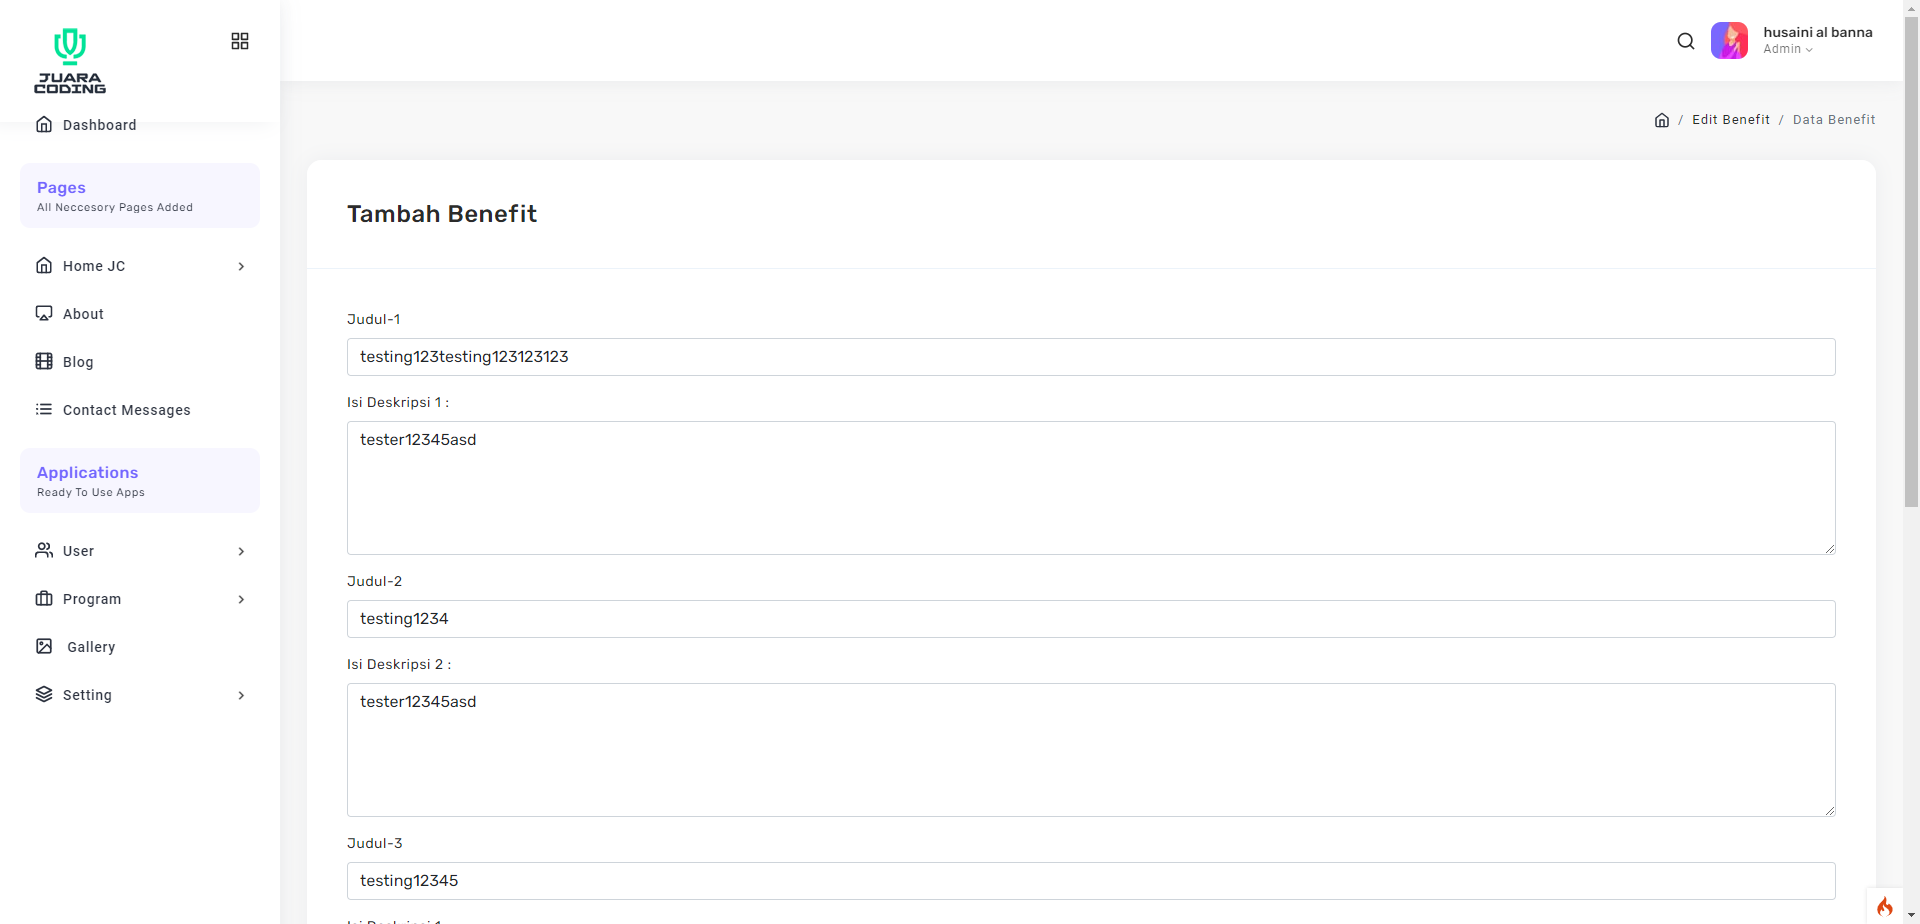 JUARA
CODING
husaini al banna
Admin
Dashboard
/ Edit Benefit / Data Benefit
Pages
All Neccesory Pages Added
Tambah Benefit
Home JC
About
Blog
Contact Messages
Applications
Ready To Use Apps
User
Program
Gallery
Setting
Judul-1
testing123testing123123123
Isi Deskripsi 1 :
tester12345asd
Judul-2
testing1234
Isi Deskripsi 2 :
tester12345asd
Judul-3
testing12345